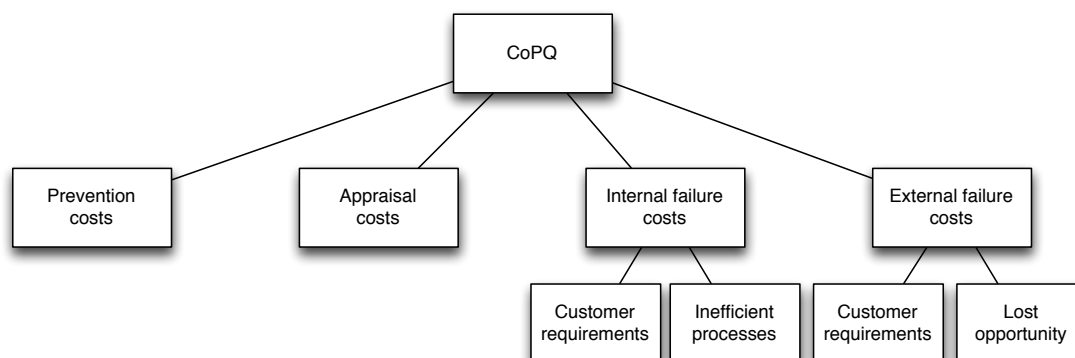 CoPQ
Prevention
costs
Appraisal
costs
Internal failure
costs
External failure
costs
Customer
requirements
Inefficient
processes
Customer
requirements
Lost
opportunity